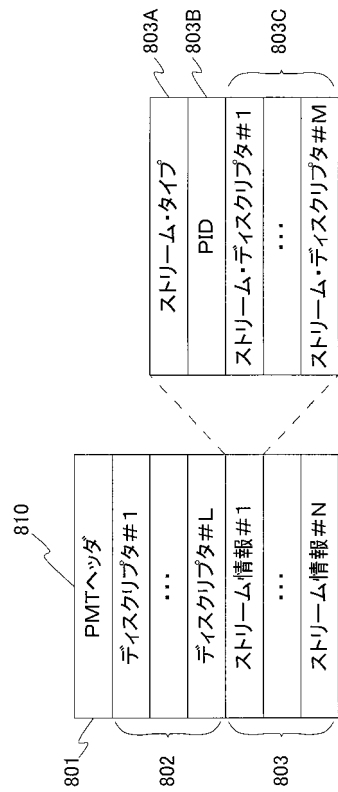 810
801
PMTヘッダ
802
ディスクリプタ#1
...
ディスクリプタ#L
803
ストリーム情報#1
...
ストリーム情報#N
ストリーム・タイプ
803A
PID
803B
ストリーム・ディスクリプタ#1
...
ストリーム・ディスクリプタ#M
803C